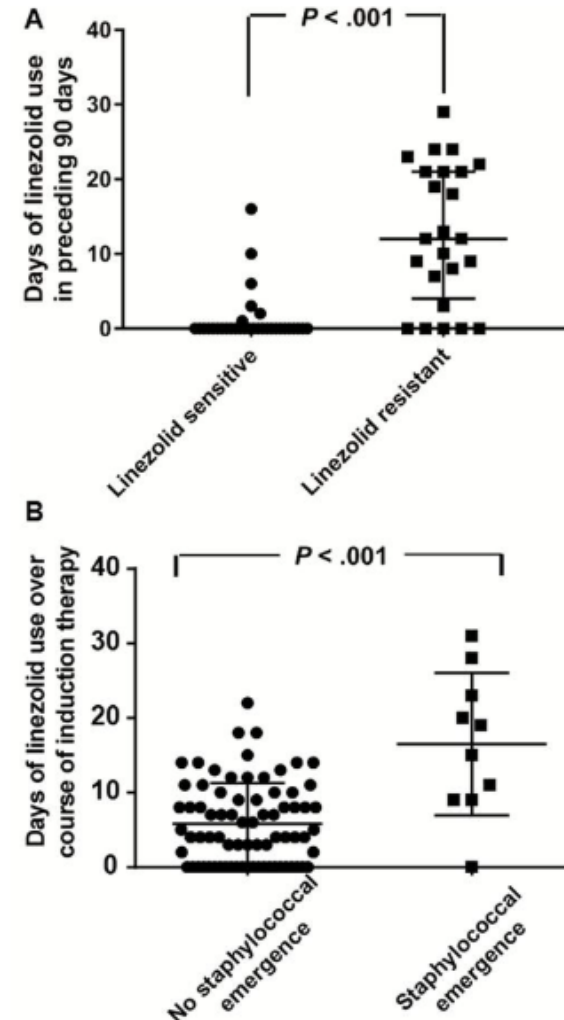 A
P < .001
Days of linezolid use
in preceding 90 days
40
30
20
10
0
Linezolid sensitive
Linezolid resistant
B
P < .001
Days of linezolid use over
course of induction therapy
40
30
20
10
0
No staphylococcal
emergence
Staphylococcal
emergence